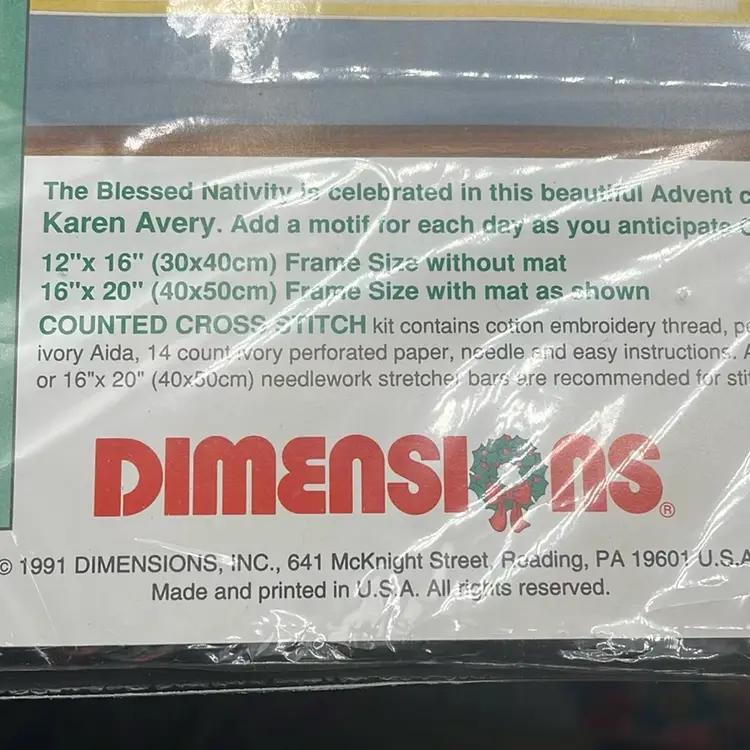 The Blessed Nativity is celebrated in this beautiful Advent
Karen Avery. Add a motif for each day as you anticipate
12"x 16" (30x40cm) Frame Size without mat
16"x 20" (40x50cm) Frame Size with mat as shown
COUNTED CROSS STITCH kit contains cotton embroidery thread,
ivory Aida, 14 count ivory perforated paper, needle and easy instructions.
or 16"x 20" (40x50cm) needlework stretcher bars are recommended for
DIMENSIONS®
© 1991 DIMENSIONS, INC., 641 McKnight Street, Reading, PA 19601 U.S.A
Made and printed in U.S.A. All rights reserved.